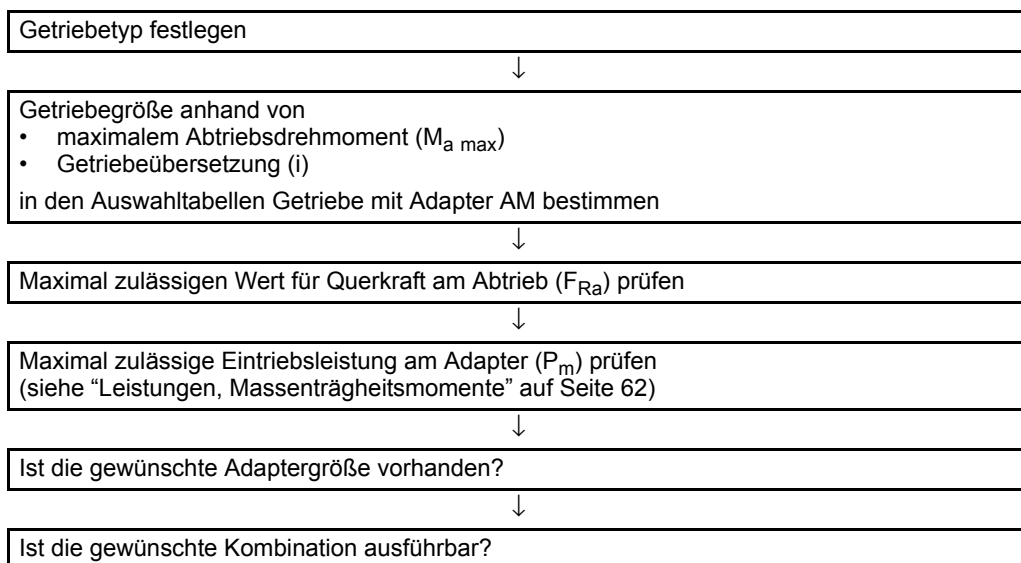 Getriebetyp festlegen
↓
Getriebegröße anhand von
• maximalem Abtriebsdrehmoment (Ma max)
• Getriebeübersetzung (i)
in den Auswahltabellen Getriebe mit Adapter AM bestimmen
↓
Maximal zulässigen Wert für Querkraft am Abtrieb (FRa) prüfen
↓
Maximal zulässige Eintriebsleistung am Adapter (Pm) prüfen
(siehe “Leistungen, Massenträgheitsmomente” auf Seite 62)
↓
Ist die gewünschte Adaptergröße vorhanden?
↓
Ist die gewünschte Kombination ausführbar?